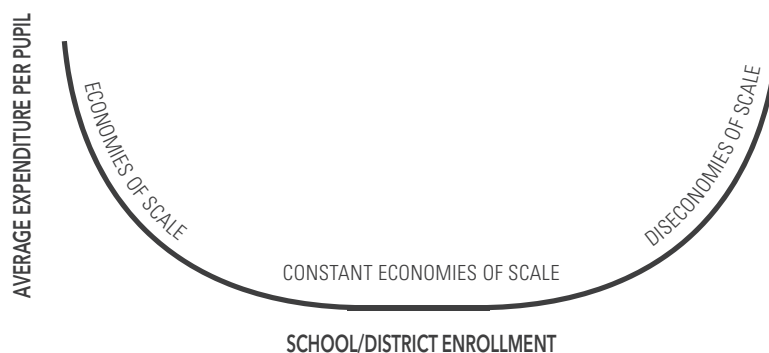 AVERAGE EXPENDITURE PER PUPIL
ECONOMIES OF SCALE
CONSTANT ECONOMIES OF SCALE
DISECONOMIES OF SCALE
SCHOOL/DISTRICT ENROLLMENT